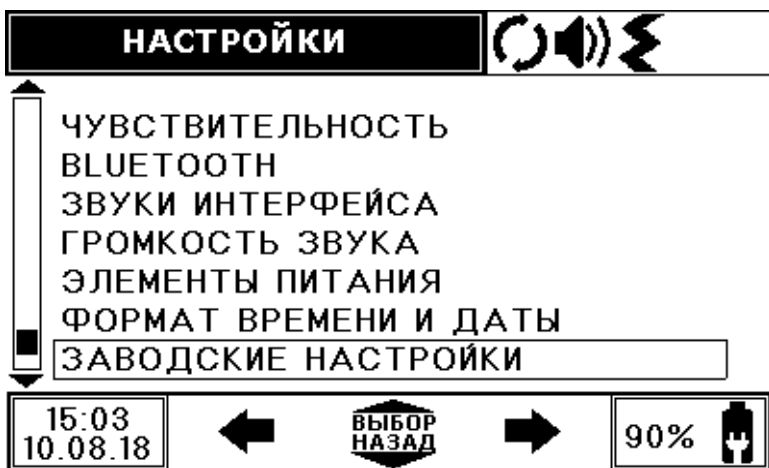 НАСТРОЙКИ
ЧУВСТВИТЕЛЬНОСТЬ
BLUETOOTH
ЗВУКИ ИНТЕРФЕЙСА
ГРОМКОСТЬ ЗВУКА
ЭЛЕМЕНТЫ ПИТАНИЯ
ФОРМАТ ВРЕМЕНИ И ДАТЫ
ЗАВОДСКИЕ НАСТРОЙКИ
15:03
10.08.18
ВЫБОР
НАЗАД
90%